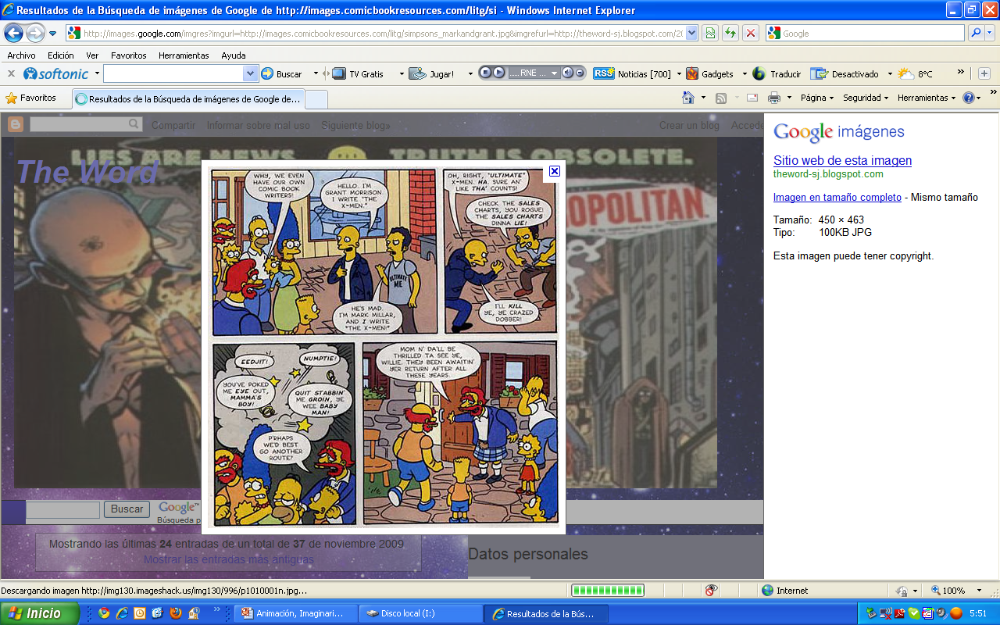 Resultados de la Búsqueda de imágenes de Google de http://images.comicbookresources.com/litg/si - Windows Internet Explorer
http://images.google.com/imgres?imgurl=http://images.comicbookresources.com/litg/simpsons_markandgrant.jpg&imgrefurl=http://theword-sj.blogspot.com/20
Google
Archivo Edición Ver Favoritos Herramientas Ayuda
softonic Buscar TV Gratis Jugar! ......RNE ... RSS Noticias [700] Gadgets Traducir Desactivado 8°C
Favoritos Resultados de la Búsqueda de imágenes de Google de... Página Seguridad Herramientas
Compartir Informar sobre mal uso Siguiente blog» Crear un blog Accede
LIES ARE NEWS TRUTH IS OBSOLETE.
The Word
OPOLITAN
WHY, WE EVEN
HAVE OUR OWN
COMIC BOOK
WRITERS!
HELLO. I'M
GRANT MORRISON.
I WRITE "THE
X-MEN."
ULTIMATE
ME
HE'S MAD.
I'M MARK MILLAR,
AND I WRITE
"THE X-MEN!"
OH, RIGHT, "ULTIMATE"
X-MEN. HA. SURE AN'
LIKE THA' COUNTS!
CHECK THE SALES
CHARTS, YOU ROGUE!
THE SALES CHARTS
DINNA LIE!
I'LL KILL
YE, YE CRAZED
DOBBER!
EEDJIT!
NUMPTIE!
YOU'VE POKED
ME EYE OUT,
MAMMA'S
BOY!
QUIT STABBIN'
ME GROIN, YE
WEE BABY
MAN!
P'RHAPS
WE'D BEST
GO ANOTHER
ROUTE?
MOM N' DA'LL BE
THRILLED TA SEE YE,
WILLIE. THEY BEEN AWAITIN'
YER RETURN AFTER ALL
THESE YEARS.
Google imágenes
Sitio web de esta imagen
theword-sj.blogspot.com
Imagen en tamaño completo - Mismo tamaño
Tamaño: 450 × 463
Tipo: 100KB JPG
Esta imagen puede tener copyright.
Buscar Google™
Búsqueda p
Mostrando las últimas 24 entradas de un total de 37 de noviembre 2009
Mostrar las entradas más antiguas
Datos personales
Descargando imagen http://img130.imageshack.us/img130/996/p1010001n.jpg... Internet 100%
Inicio Animación, Imaginari... Disco local (I:) Resultados de la Bús... 5:51